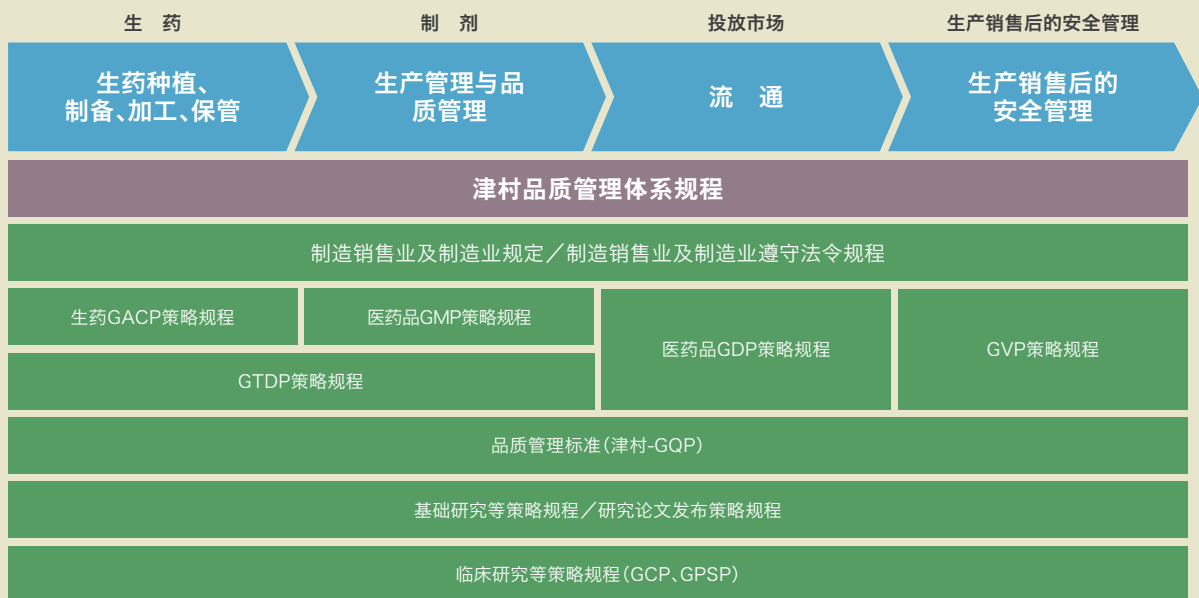 生　药
制　剂
投放市场
生产销售后的安全管理
生药种植、
制备、加工、保管
生产管理与品
质管理
流　通
生产销售后的
安全管理
津村品质管理体系规程
制造销售业及制造业规定／制造销售业及制造业遵守法令规程
生药GACP策略规程
医药品GMP策略规程
医药品GDP策略规程
GVP策略规程
GTDP策略规程
品质管理标准(津村-GQP)
基础研究等策略规程／研究论文发布策略规程
临床研究等策略规程(GCP、GPSP)